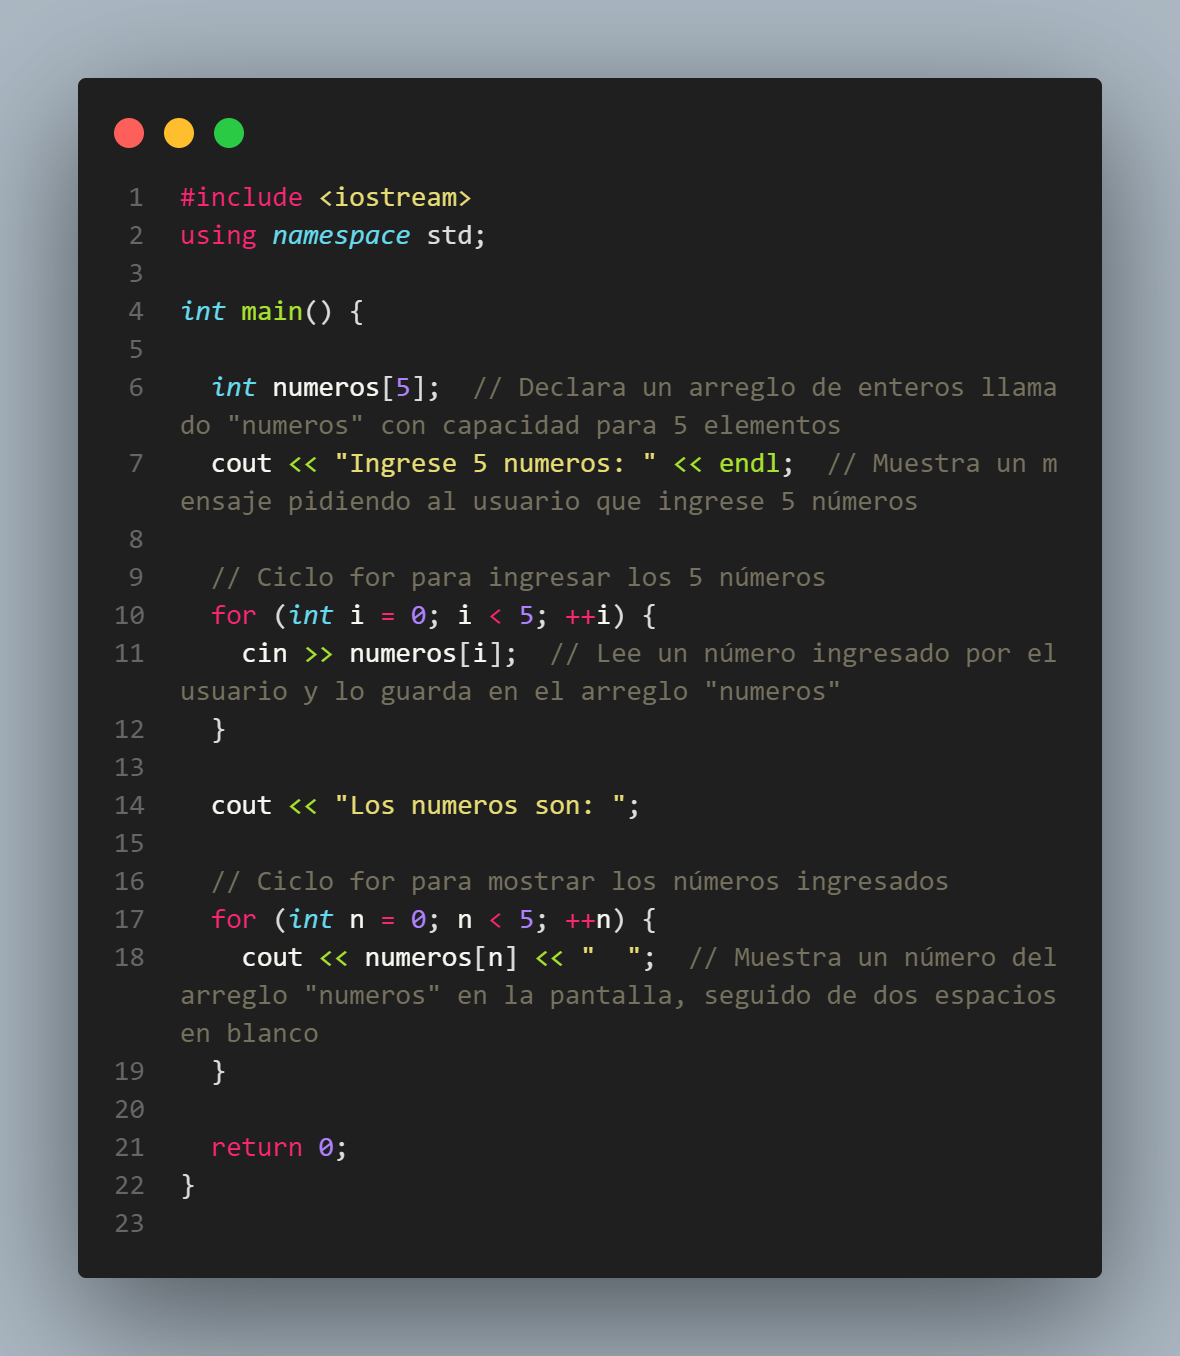 1 #include <iostream>
2 using namespace std;
3
4 int main() {
5
6   int numeros[5];  // Declara un arreglo de enteros llama
do "numeros" con capacidad para 5 elementos
7   cout << "Ingrese 5 numeros: " << endl;  // Muestra un m
ensaje pidiendo al usuario que ingrese 5 números
8
9   // Ciclo for para ingresar los 5 números
10   for (int i = 0; i < 5; ++i) {
11     cin >> numeros[i];  // Lee un número ingresado por el
usuario y lo guarda en el arreglo "numeros"
12   }
13
14   cout << "Los numeros son: ";
15
16   // Ciclo for para mostrar los números ingresados
17   for (int n = 0; n < 5; ++n) {
18     cout << numeros[n] << "  ";  // Muestra un número del
arreglo "numeros" en la pantalla, seguido de dos espacios
en blanco
19   }
20
21   return 0;
22 }
23